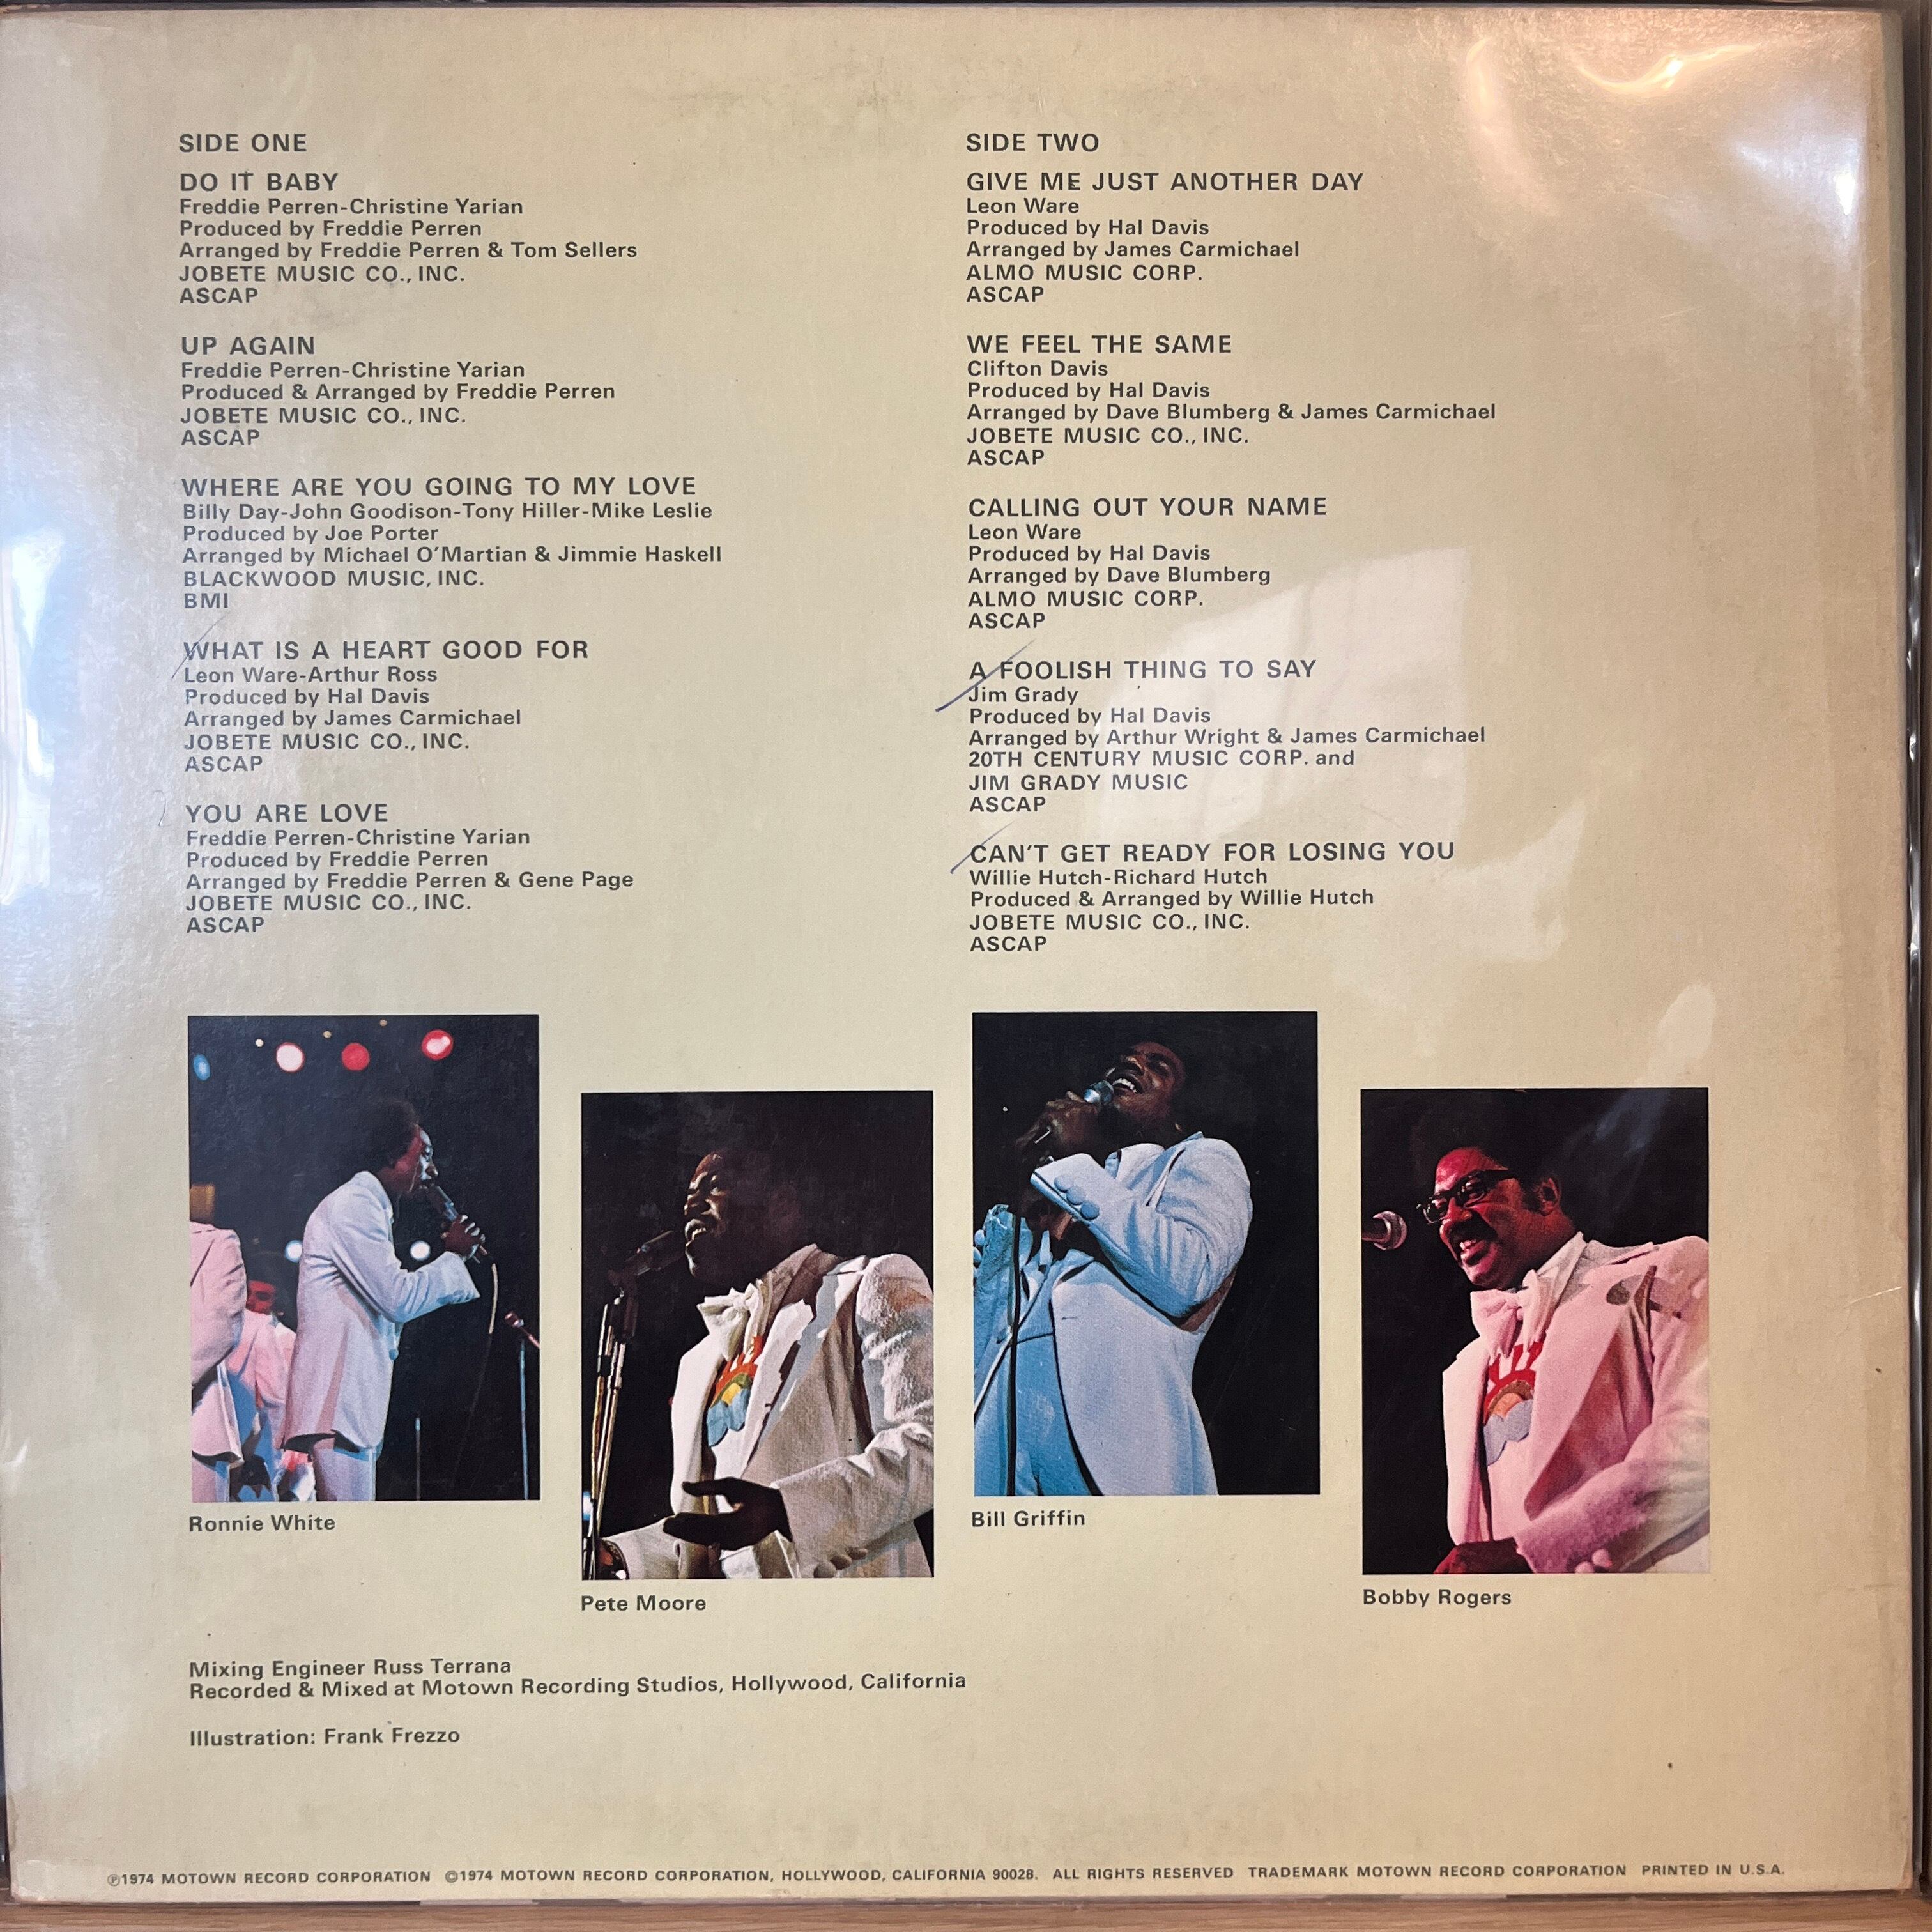 SIDE ONE
DO IT BABY
Freddie Perren-Christine Yarian
Produced by Freddie Perren
Arranged by Freddie Perren & Tom Sellers
JOBETE MUSIC CO., INC.
ASCAP
UP AGAIN
Freddie Perren-Christine Yarian
Produced & Arranged by Freddie Perren
JOBETE MUSIC CO., INC.
ASCAP
WHERE ARE YOU GOING TO MY LOVE
Billy Day-John Goodison-Tony Hiller-Mike Leslie
Produced by Joe Porter
Arranged by Michael O'Martian & Jimmie Haskell
BLACKWOOD MUSIC, INC.
BMI
WHAT IS A HEART GOOD FOR
Leon Ware-Arthur Ross
Produced by Hal Davis
Arranged by James Carmichael
JOBETE MUSIC CO., INC.
ASCAP
YOU ARE LOVE
Freddie Perren-Christine Yarian
Produced by Freddie Perren
Arranged by Freddie Perren & Gene Page
JOBETE MUSIC CO., INC.
ASCAP
SIDE TWO
GIVE ME JUST ANOTHER DAY
Leon Ware
Produced by Hal Davis
Arranged by James Carmichael
ALMO MUSIC CORP.
ASCAP
WE FEEL THE SAME
Clifton Davis
Produced by Hal Davis
Arranged by Dave Blumberg & James Carmichael
JOBETE MUSIC CO., INC.
ASCAP
CALLING OUT YOUR NAME
Leon Ware
Produced by Hal Davis
Arranged by Dave Blumberg
ALMO MUSIC CORP.
ASCAP
A FOOLISH THING TO SAY
Jim Grady
Produced by Hal Davis
Arranged by Arthur Wright & James Carmichael
20TH CENTURY MUSIC CORP. and
JIM GRADY MUSIC
ASCAP
CAN'T GET READY FOR LOSING YOU
Willie Hutch-Richard Hutch
Produced & Arranged by Willie Hutch
JOBETE MUSIC CO., INC.
ASCAP
Ronnie White
Pete Moore
Bill Griffin
Bobby Rogers
Mixing Engineer Russ Terrana
Recorded & Mixed at Motown Recording Studios, Hollywood, California
Illustration: Frank Frezzo
℗1974 MOTOWN RECORD CORPORATION ©1974 MOTOWN RECORD CORPORATION, HOLLYWOOD, CALIFORNIA 90028. ALL RIGHTS RESERVED TRADEMARK MOTOWN RECORD CORPORATION PRINTED IN U.S.A.